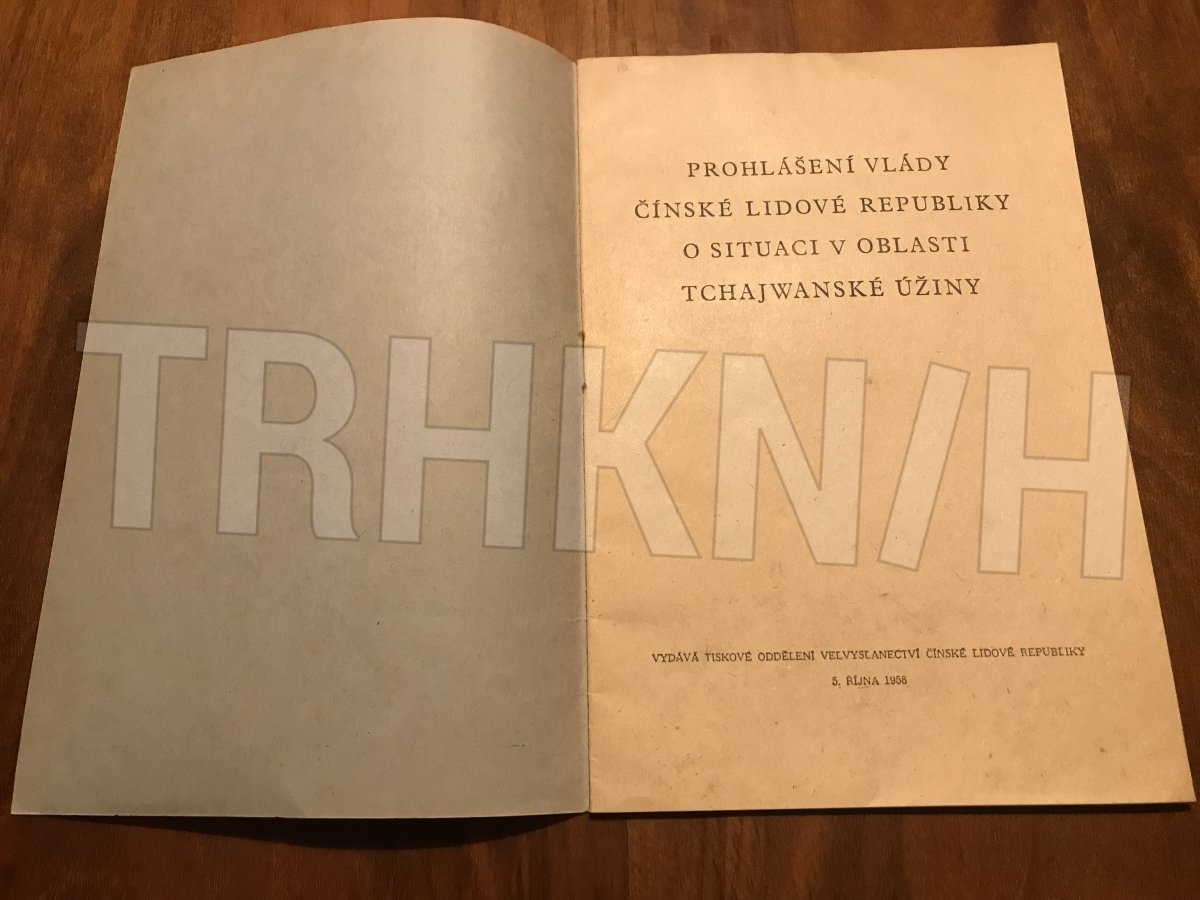 PROHLÁŠENÍ VLÁDY
ČÍNSKÉ LIDOVÉ REPUBLIKY
O SITUACI V OBLASTI
TCHAJWANSKÉ ÚŽINY
TRHKN/H
VYDÁVÁ TISKOVÉ ODDĚLENÍ VELVYSLANECTVÍ ČÍNSKÉ LIDOVÉ REPUBLIKY
5. ŘÍJNA 1958